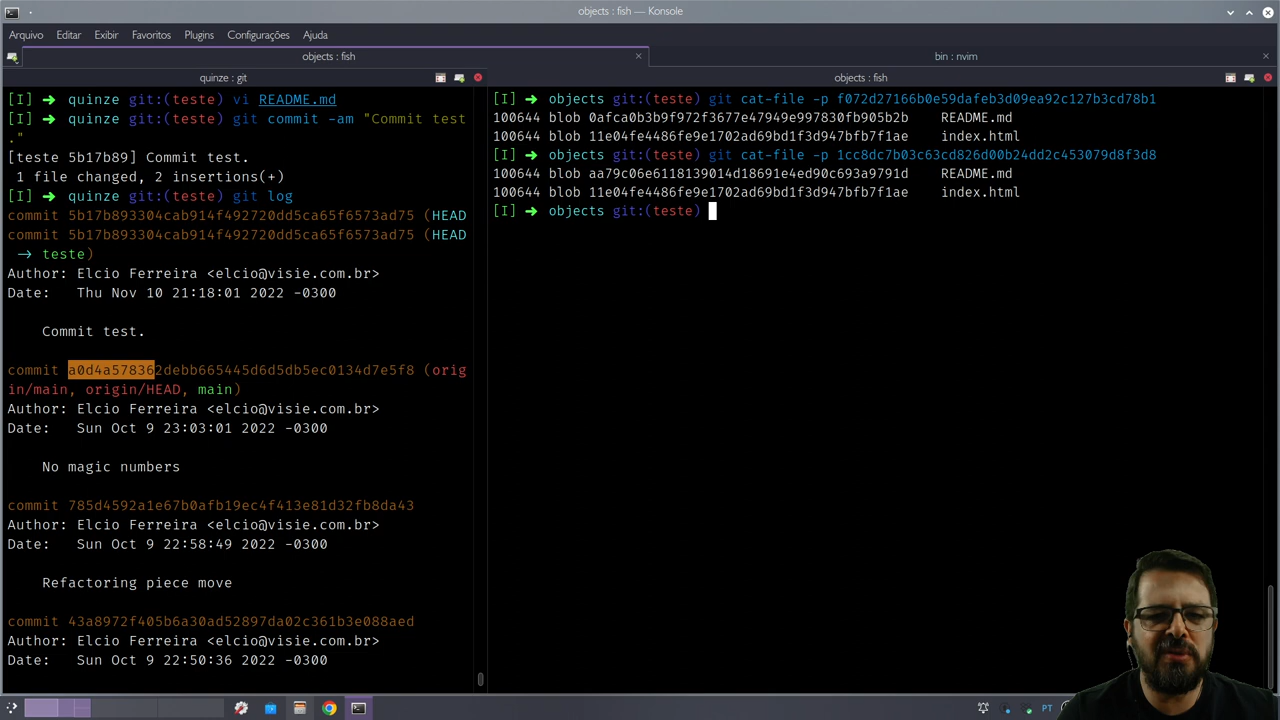 objects : fish — Konsole
Arquivo Editar Exibir Favoritos Plugins Configurações Ajuda
objects : fish
bin : nvim
quinze : git
[I] ➜ quinze git:(teste) vi README.md
[I] ➜ quinze git:(teste) git commit -am "Commit test
."
[teste 5b17b89] Commit test.
1 file changed, 2 insertions(+)
[I] ➜ quinze git:(teste) git log
commit 5b17b893304cab914f492720dd5ca65f6573ad75 (HEAD
commit 5b17b893304cab914f492720dd5ca65f6573ad75 (HEAD
-> teste)
Author: Elcio Ferreira <elcio@visie.com.br>
Date: Thu Nov 10 21:18:01 2022 -0300
Commit test.
commit a0d4a578362debb665445d6d5db5ec0134d7e5f8 (orig
in/main, origin/HEAD, main)
Author: Elcio Ferreira <elcio@visie.com.br>
Date: Sun Oct 9 23:03:01 2022 -0300
No magic numbers
commit 785d4592a1e67b0afb19ec4f413e81d32fb8da43
Author: Elcio Ferreira <elcio@visie.com.br>
Date: Sun Oct 9 22:58:49 2022 -0300
Refactoring piece move
commit 43a8972f405b6a30ad52897da02c361b3e088aed
Author: Elcio Ferreira <elcio@visie.com.br>
Date: Sun Oct 9 22:50:36 2022 -0300
objects : fish
[I] ➜ objects git:(teste) git cat-file -p f072d27166b0e59dafeb3d09ea92c127b3cd78b1
100644 blob 0afca0b3b9f972f3677e47949e997830fb905b2b README.md
100644 blob 11e04fe4486fe9e1702ad69bd1f3d947bfb7f1ae index.html
[I] ➜ objects git:(teste) git cat-file -p 1cc8dc7b03c63cd826d00b24dd2c453079d8f3d8
100644 blob aa79c06e6118139014d18691e4ed90c693a9791d README.md
100644 blob 11e04fe4486fe9e1702ad69bd1f3d947bfb7f1ae index.html
[I] ➜ objects git:(teste)
PT